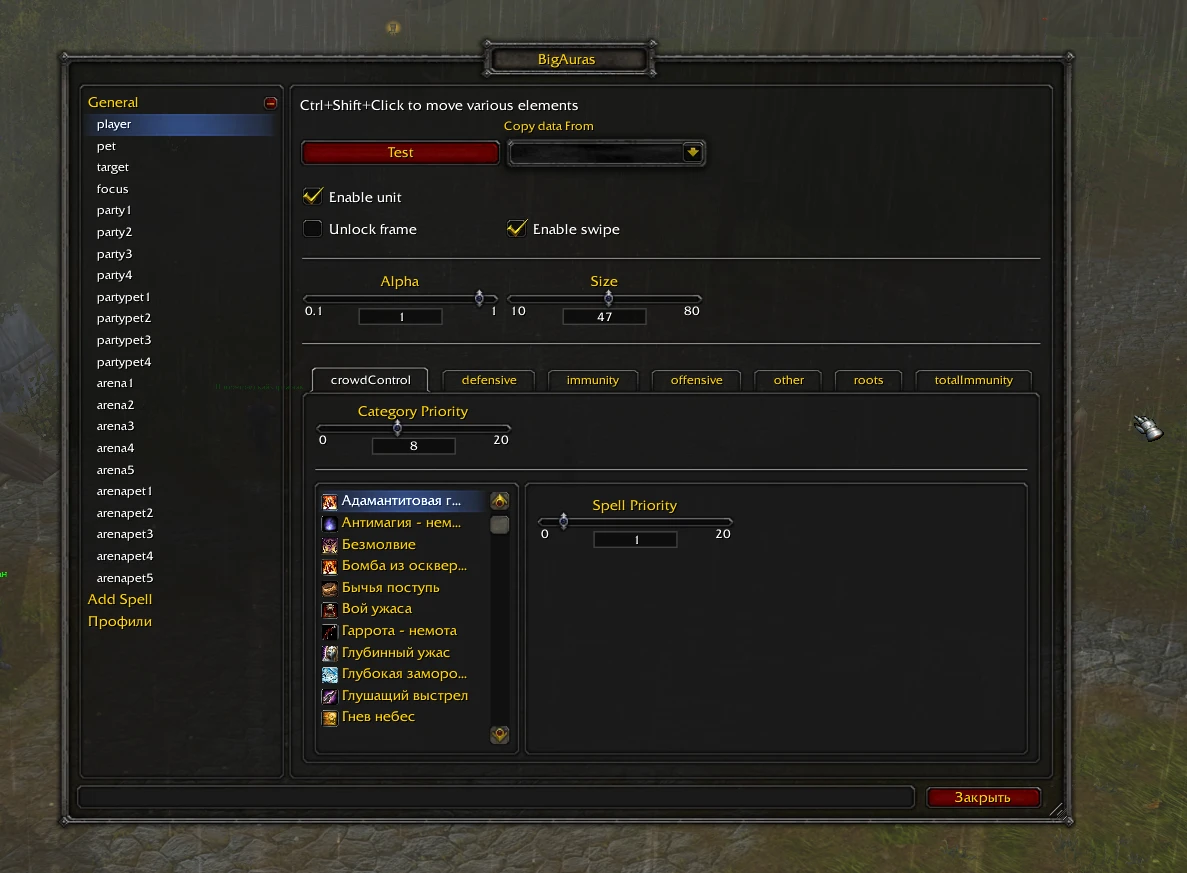 BigAuras
General
player
pet
target
focus
party1
party2
party3
party4
partypet1
partypet2
partypet3
partypet4
arena1
arena2
arena3
arena4
arena5
arenapet1
arenapet2
arenapet3
arenapet4
arenapet5
Add Spell
Профили
Ctrl+Shift+Click to move various elements
Copy data From
Test
Enable unit
Unlock frame
Enable swipe
Alpha
0.1
1
1
Size
10
47
80
crowdControl
defensive
immunity
offensive
other
roots
totalImmunity
Category Priority
0
8
20
Адамантитовая г...
Антимагия - нем...
Безмолвие
Бомба из осквер...
Бычья поступь
Вой ужаса
Гаррота - немота
Глубинный ужас
Глубокая заморо...
Глушащий выстрел
Гнев небес
Spell Priority
0
1
20
Закрыть